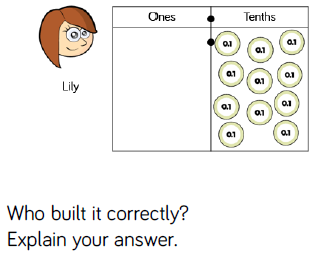 Ones Tenths
0.1 0.1 0.1
0.1 0.1 0.1
Lily
0.1 0.1 0.1
0.1 0.1
Who built it correctly?
Explain your answer.